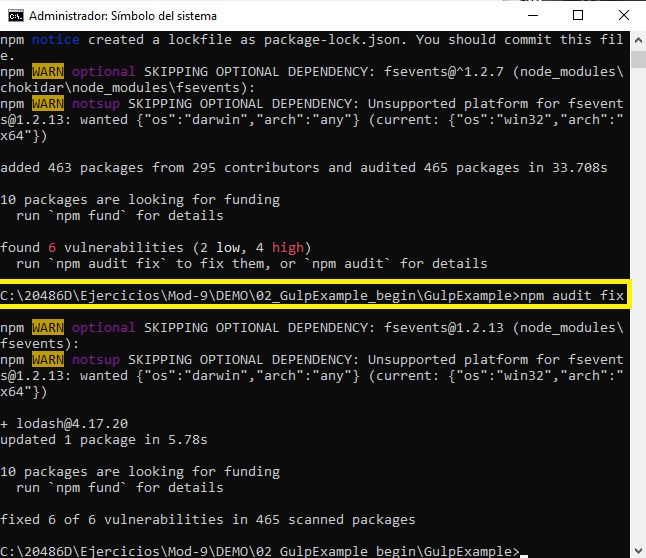 Administrador: Símbolo del sistema
npm notice created a lockfile as package-lock.json. You should commit this fil
e.
npm WARN optional SKIPPING OPTIONAL DEPENDENCY: fsevents@^1.2.7 (node_modules\
chokidar\node_modules\fsevents):
npm WARN notsup SKIPPING OPTIONAL DEPENDENCY: Unsupported platform for fsevent
s@1.2.13: wanted {"os":"darwin","arch":"any"} (current: {"os":"win32","arch":"
x64"})
added 463 packages from 295 contributors and audited 465 packages in 33.708s
10 packages are looking for funding
run `npm fund` for details
found 6 vulnerabilities (2 low, 4 high)
run `npm audit fix` to fix them, or `npm audit` for details
C:\20486D\Ejercicios\Mod-9\DEMO\02_GulpExample_begin\GulpExample>npm audit fix
npm WARN optional SKIPPING OPTIONAL DEPENDENCY: fsevents@1.2.13 (node_modules\
fsevents):
npm WARN notsup SKIPPING OPTIONAL DEPENDENCY: Unsupported platform for fsevent
s@1.2.13: wanted {"os":"darwin","arch":"any"} (current: {"os":"win32","arch":"
x64"})
+ lodash@4.17.20
updated 1 package in 5.78s
10 packages are looking for funding
run `npm fund` for details
fixed 6 of 6 vulnerabilities in 465 scanned packages
C:\20486D\Ejercicios\Mod-9\DEMO\02_GulpExample_begin\GulpExample>